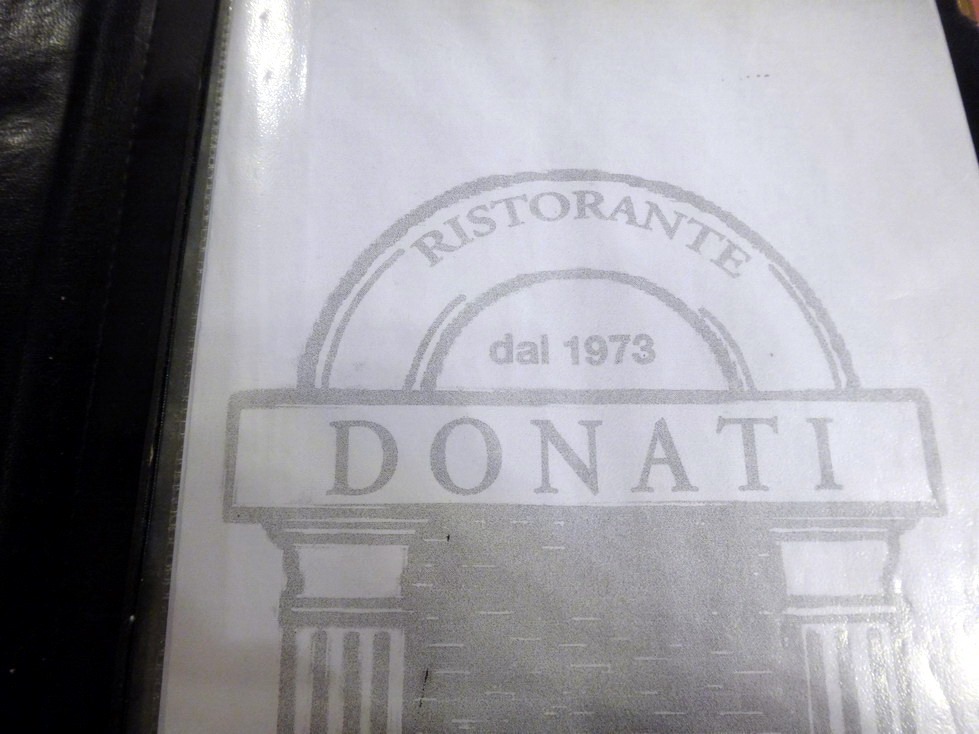 RISTORANTE
dal 1973
DONATI